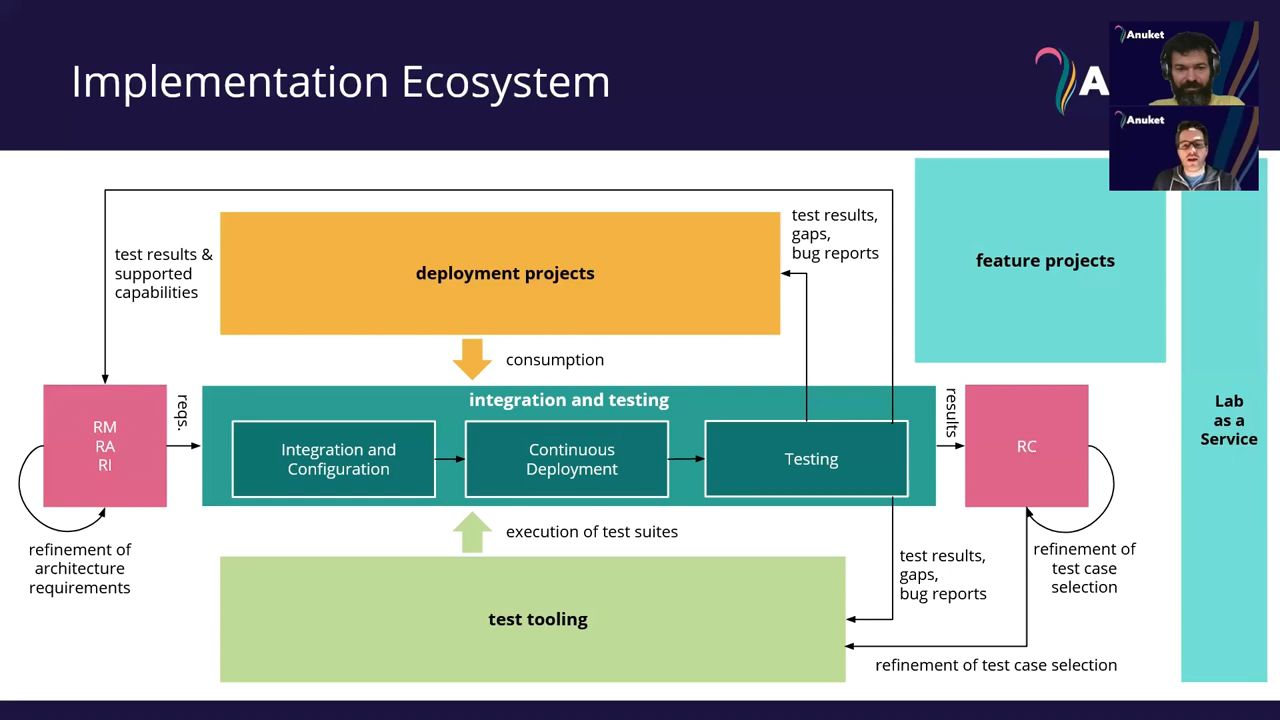 Implementation Ecosystem
A
Anuket
Anuket
test results &
supported
capabilities
deployment projects
test results,
gaps,
bug reports
feature projects
consumption
RM
RA
RI
reqs.
integration and testing
Integration and
Configuration
Continuous
Deployment
Testing
results
RC
Lab
as a
Service
refinement of
architecture
requirements
execution of test suites
test tooling
test results,
gaps,
bug reports
refinement of
test case
selection
refinement of test case selection